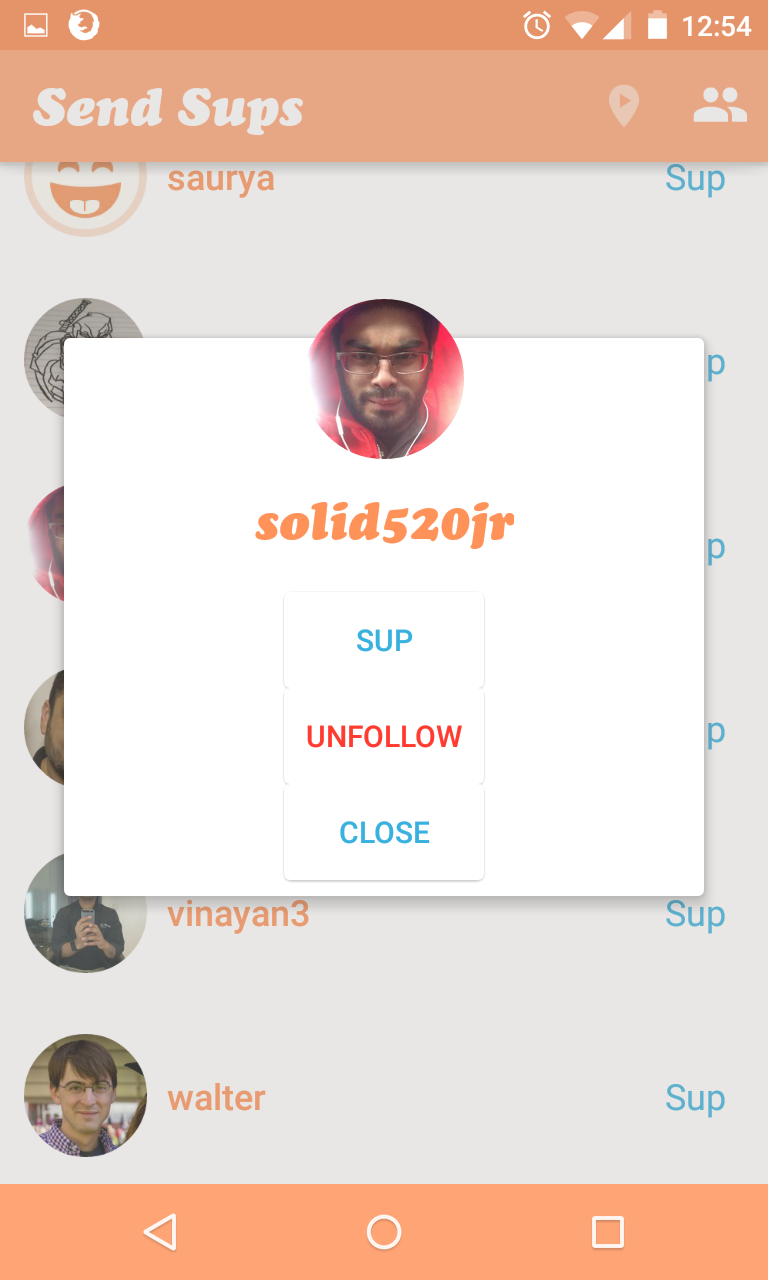 12:54
Send Sups
saurya Sup
p
solid520jr
p
SUP
UNFOLLOW
p
CLOSE
vinayan3 Sup
walter Sup